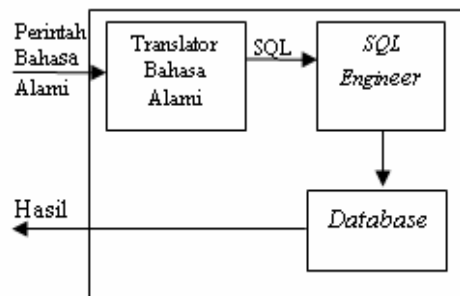 Perintah
Bahasa
Alami
Translator
Bahasa
Alami
SQL
SQL
Engineer
Database
Hasil